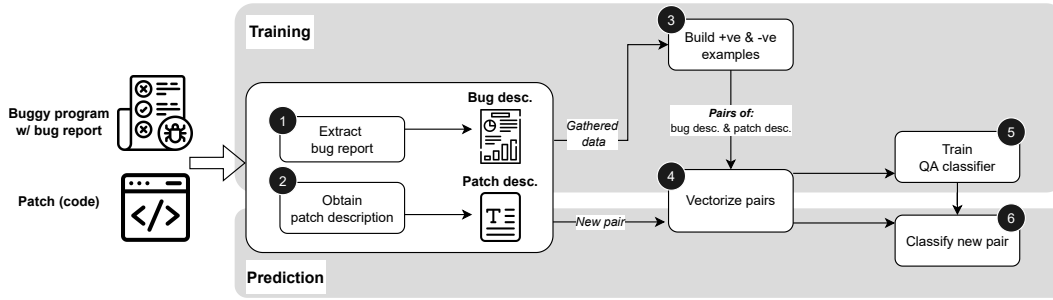 Training
Buggy program
w/ bug report
Patch (code)
1
Extract
bug report
Bug desc.
2
Obtain
patch description
Patch desc.
T
Gathered
data
New pair
3
Build +ve & -ve
examples
Pairs of:
bug desc. & patch desc.
4
Vectorize pairs
5
Train
QA classifier
6
Classify new pair
Prediction